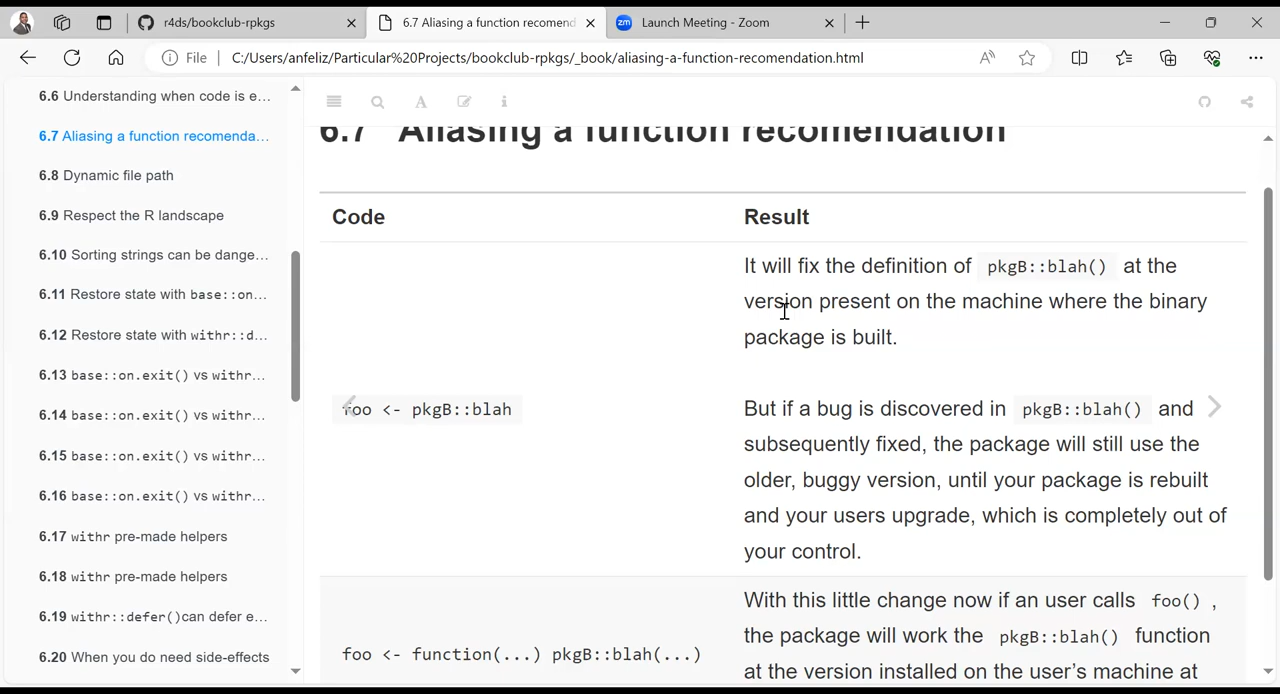 r4ds/bookclub-rpkgs
6.7 Aliasing a function recomend
Launch Meeting - Zoom
File
C:/Users/anfeliz/Particular%20Projects/bookclub-rpkgs/_book/aliasing-a-function-recomendation.html
6.6 Understanding when code is e...
6.7 Aliasing a function recomenda...
6.8 Dynamic file path
6.9 Respect the R landscape
6.10 Sorting strings can be dange...
6.11 Restore state with base::on...
6.12 Restore state with withr::d...
6.13 base::on.exit() vs withr...
6.14 base::on.exit() vs withr...
6.15 base::on.exit() vs withr...
6.16 base::on.exit() vs withr...
6.17 withr pre-made helpers
6.18 withr pre-made helpers
6.19 withr::defer()can defer e...
6.20 When you do need side-effects
6.7 Aliasing a function recomendation
Code
Result
It will fix the definition of pkgB::blah() at the
version present on the machine where the binary
package is built.
foo <- pkgB::blah
But if a bug is discovered in pkgB::blah() and
subsequently fixed, the package will still use the
older, buggy version, until your package is rebuilt
and your users upgrade, which is completely out of
your control.
foo <- function(...) pkgB::blah(...)
With this little change now if an user calls foo() ,
the package will work the pkgB::blah() function
at the version installed on the user's machine at